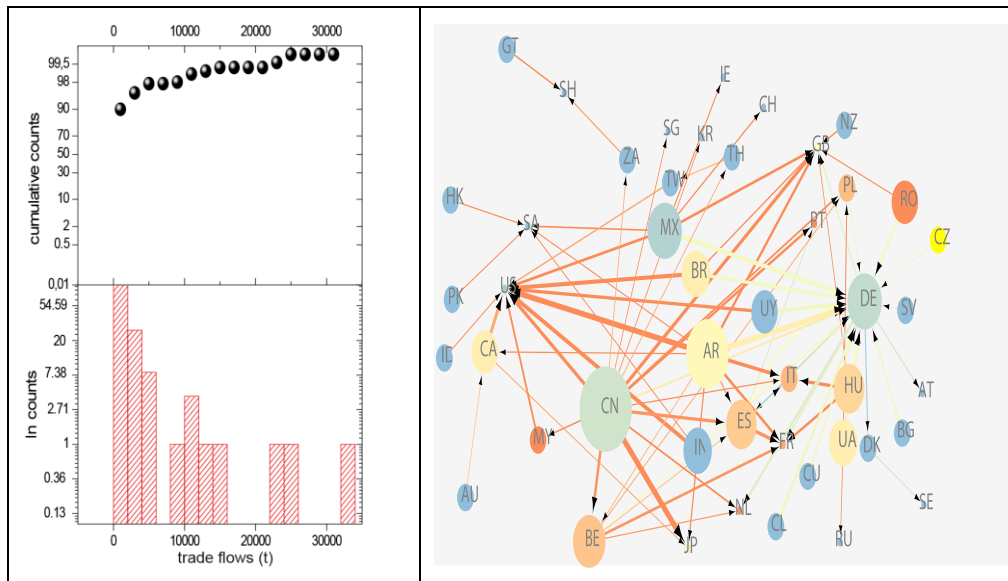 0 10000 20000 30000
cumulative counts
99,5
98
90
70
50
30
10
2
0.5
ln counts
0,01
54.59
20
7.38
2.71
1
0.36
0.13
0 10000 20000 30000
trade flows (t)
GT
IE
SH
CH
SG
KR
NZ
GB
ZA
TH
TW
PL
HK
RO
SA
MX
PT
CZ
BR
US
PK
DE
UY
SV
IL
CA
AR
IT
HU
AT
CN
ES
MY
IN
FR
UA
DK
BG
CU
AU
NL
SE
CL
BE
JP
RU